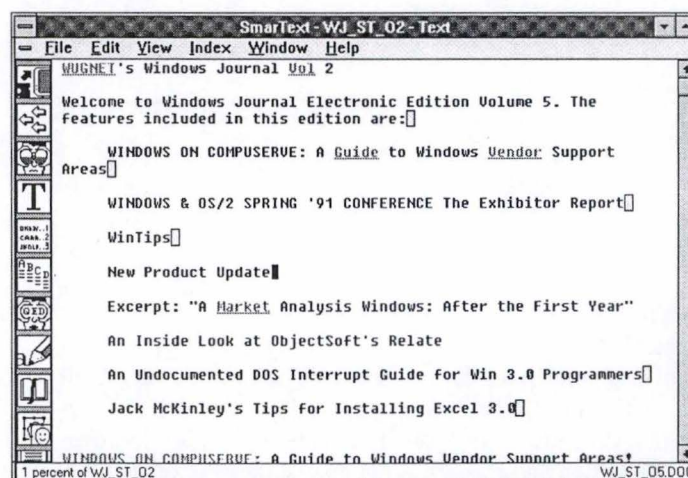 SmarText - WJ_ST_02 - Text
File Edit View Index Window Help
WUGNET's Windows Journal Vol 2
Welcome to Windows Journal Electronic Edition Volume 5. The
features included in this edition are:
WINDOWS ON COMPUSERVE: A Guide to Windows Vendor Support
Areas
WINDOWS & OS/2 SPRING '91 CONFERENCE The Exhibitor Report
WinTips
New Product Update
Excerpt: "A Market Analysis Windows: After the First Year"
An Inside Look at ObjectSoft's Relate
An Undocumented DOS Interrupt Guide for Win 3.0 Programmers
Jack McKinley's Tips for Installing Excel 3.0
WINDOWS ON COMPUSERVE: A Guide to Windows Vendor Support Areas!
1 percent of WJ_ST_02 WJ_ST_05.DOC
T
ABCD
QED
a